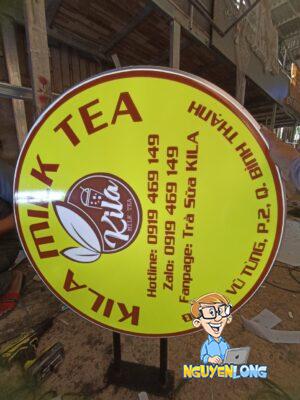 KILA MILK TEA
Kila
MILK TEA
Hotline: 0919 469 149
Zalo: 0919 469 149
Fanpage: Trà Sữa KILA
VŨ TÙNG, P.2, Q. BÌNH THẠNH
NGUYENLONG